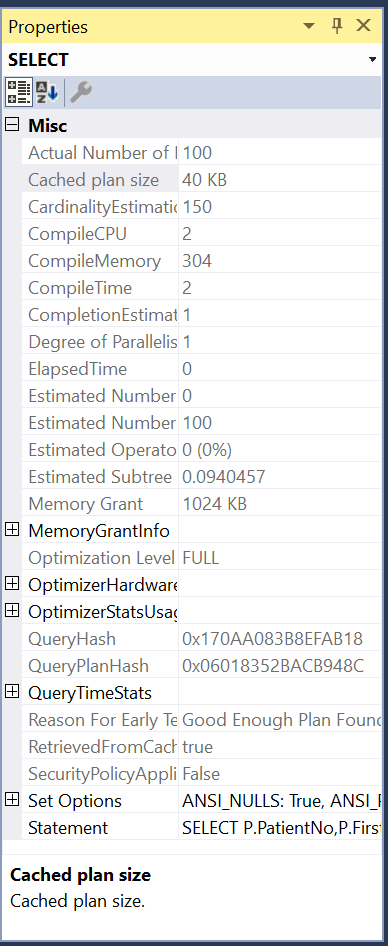 Properties
SELECT
Misc
Actual Number of 100
Cached plan size 40 KB
CardinalityEstimatic 150
CompileCPU 2
CompileMemory 304
CompileTime 2
CompletionEstimat 1
Degree of Parallelis 1
ElapsedTime 0
Estimated Number 0
Estimated Number 100
Estimated Operato 0 (0%)
Estimated Subtree 0.0940457
Memory Grant 1024 KB
MemoryGrantInfo
Optimization Level FULL
OptimizerHardware
OptimizerStatsUsag
QueryHash 0x170AA083B8EFAB18
QueryPlanHash 0x06018352BACB948C
QueryTimeStats
Reason For Early Te Good Enough Plan Found
RetrievedFromCach true
SecurityPolicyAppli False
Set Options ANSI_NULLS: True, ANSI_
Statement SELECT P.PatientNo,P.First
Cached plan size
Cached plan size.